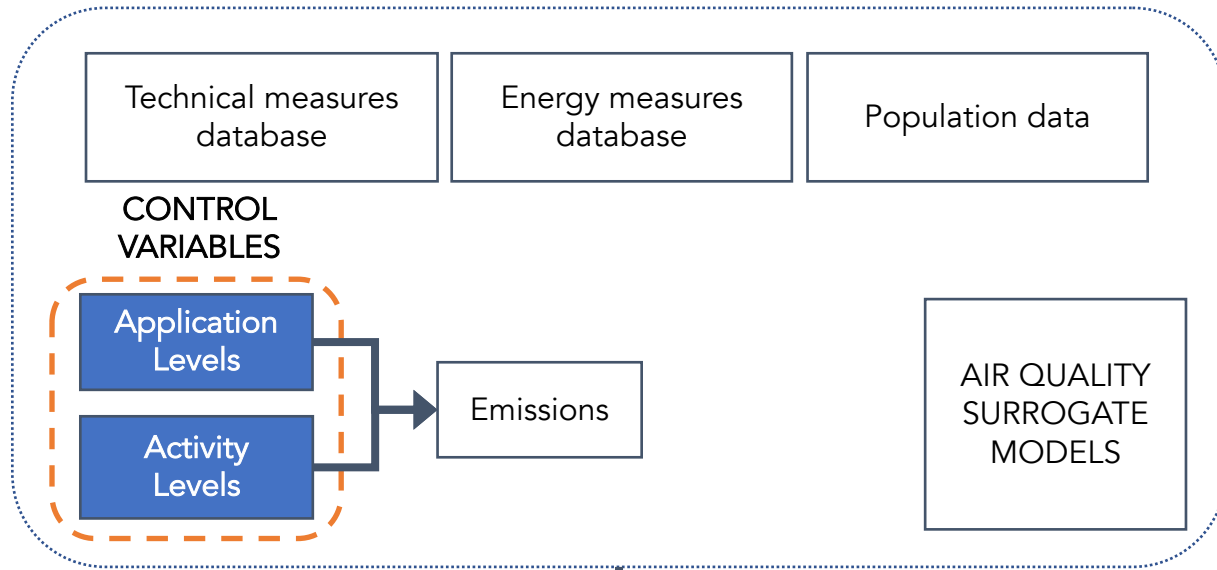 Technical measures
database
Energy measures
database
Population data
CONTROL
VARIABLES
Application
Levels
Activity
Levels
Emissions
AIR QUALITY
SURROGATE
MODELS